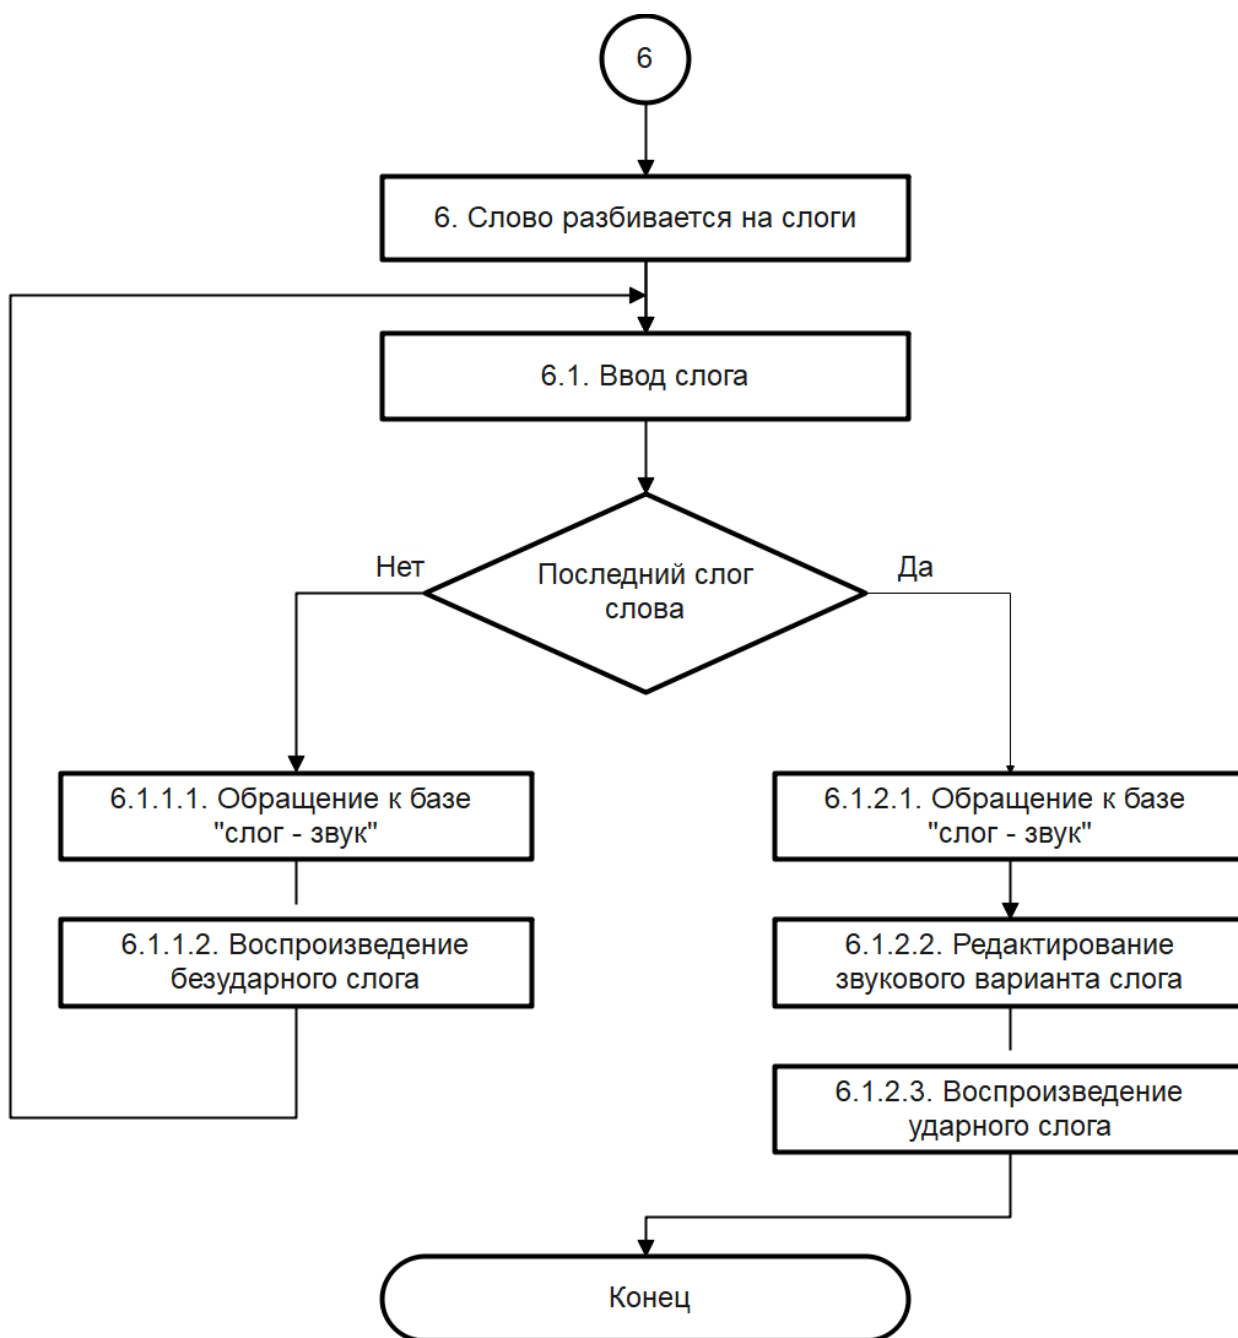 6
6. Слово разбивается на слоги
6.1. Ввод слога
Нет
Последний слог
слова
Да
6.1.1.1. Обращение к базе
"слог - звук"
6.1.2.1. Обращение к базе
"слог - звук"
6.1.1.2. Воспроизведение
безударного слога
6.1.2.2. Редактирование
звукового варианта слога
6.1.2.3. Воспроизведение
ударного слога
Конец